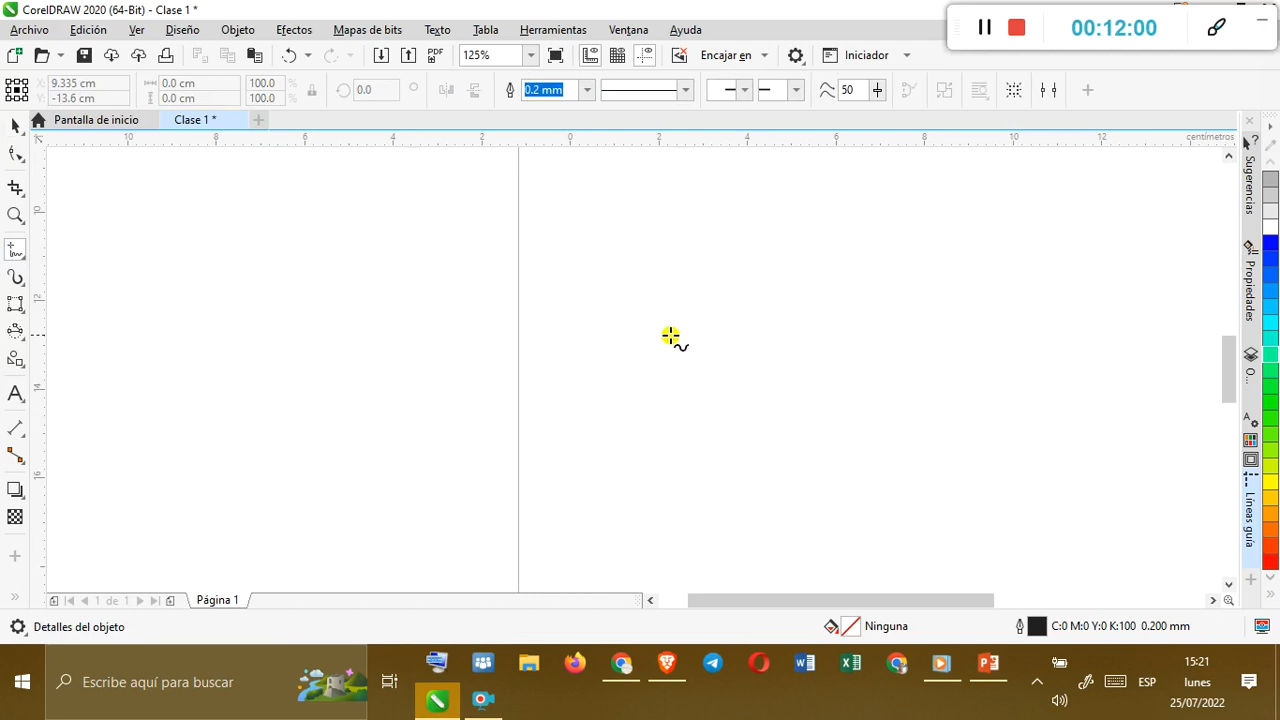 CorelDRAW 2020 (64-Bit) - Clase 1 *
00:12:00
Archivo Edición Ver Diseño Objeto Efectos Mapas de bits Texto Tabla Herramientas Ventana Ayuda
PDF 125% Encajar en Iniciador
X: 9.335 cm 0.0 cm 100.0 0.0 0.2 mm 50
Y: -13.6 cm 0.0 cm 100.0
Pantalla de inicio Clase 1 *
10 8 6 4 2 0 2 4 6 8 10 12 centímetros
10
12
14
16
Sugerencias
Propiedades
O...
Líneas guía
1 de 1 Página 1
Detalles del objeto Ninguna C:0 M:0 Y:0 K:100 0.200 mm
Escribe aquí para buscar
ESP
15:21
lunes
25/07/2022